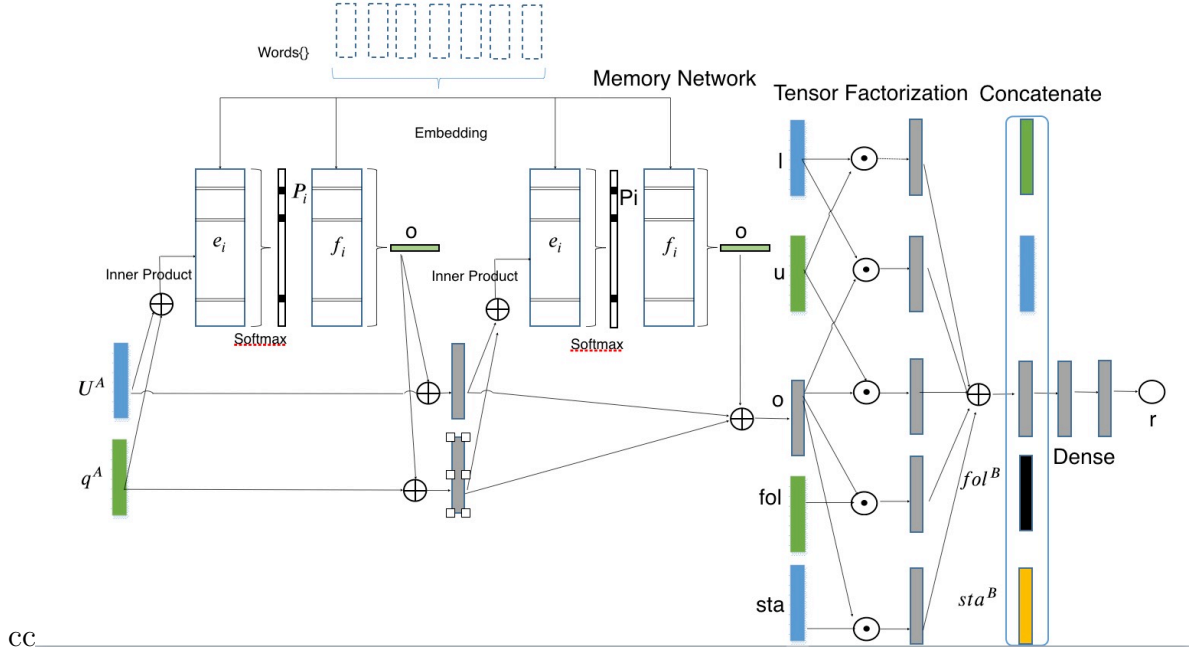 Words{}
Memory Network
Tensor Factorization
Concatenate
Embedding
l
P_i
Pi
e_i
f_i
o
e_i
f_i
o
u
Inner Product
Inner Product
Softmax
Softmax
U^A
o
r
q^A
Dense
fol
fol^B
sta
sta^B
cc